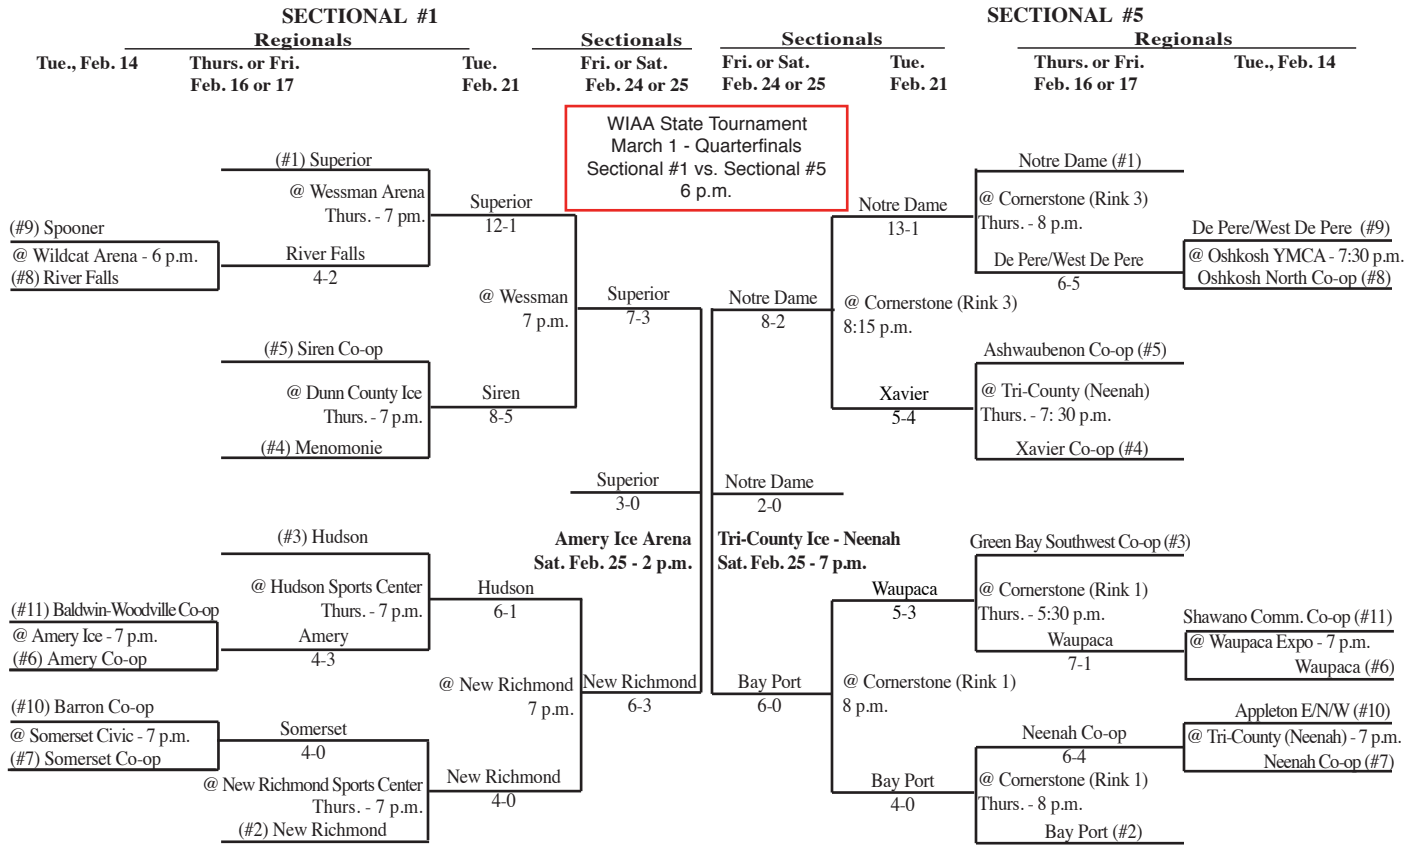 SECTIONAL #1
Regionals
Sectionals
Tue., Feb. 14
Thurs. or Fri.
Feb. 16 or 17
Tue.
Feb. 21
Fri. or Sat.
Feb. 24 or 25
SECTIONAL #5
Sectionals
Regionals
Fri. or Sat.
Feb. 24 or 25
Tue.
Feb. 21
Thurs. or Fri.
Feb. 16 or 17
Tue., Feb. 14
WIAA State Tournament
March 1 - Quarterfinals
Sectional #1 vs. Sectional #5
6 p.m.
(#1) Superior
@ Wessman Arena
Thurs. - 7 pm.
Superior
12-1
(#9) Spooner
@ Wildcat Arena - 6 p.m.
(#8) River Falls
River Falls
4-2
@ Wessman
7 p.m.
Superior
7-3
(#5) Siren Co-op
@ Dunn County Ice
Thurs. - 7 p.m.
Siren
8-5
(#4) Menomonie
Superior
3-0
Amery Ice Arena
Sat. Feb. 25 - 2 p.m.
(#3) Hudson
@ Hudson Sports Center
Thurs. - 7 p.m.
Hudson
6-1
(#11) Baldwin-Woodville Co-op
@ Amery Ice - 7 p.m.
(#6) Amery Co-op
Amery
4-3
@ New Richmond
7 p.m.
New Richmond
6-3
(#10) Barron Co-op
@ Somerset Civic - 7 p.m.
(#7) Somerset Co-op
Somerset
4-0
@ New Richmond Sports Center
Thurs. - 7 p.m.
New Richmond
4-0
(#2) New Richmond
Notre Dame (#1)
@ Cornerstone (Rink 3)
Thurs. - 8 p.m.
Notre Dame
13-1
De Pere/West De Pere (#9)
@ Oshkosh YMCA - 7:30 p.m.
Oshkosh North Co-op (#8)
De Pere/West De Pere
6-5
Notre Dame
8-2
@ Cornerstone (Rink 3)
8:15 p.m.
Ashwaubenon Co-op (#5)
@ Tri-County (Neenah)
Thurs. - 7: 30 p.m.
Xavier
5-4
Xavier Co-op (#4)
Notre Dame
2-0
Tri-County Ice - Neenah
Sat. Feb. 25 - 7 p.m.
Green Bay Southwest Co-op (#3)
@ Cornerstone (Rink 1)
Thurs. - 5:30 p.m.
Waupaca
5-3
Shawano Comm. Co-op (#11)
@ Waupaca Expo - 7 p.m.
Waupaca (#6)
Waupaca
7-1
Bay Port
6-0
@ Cornerstone (Rink 1)
8 p.m.
Appleton E/N/W (#10)
@ Tri-County (Neenah) - 7 p.m.
Neenah Co-op (#7)
Neenah Co-op
6-4
@ Cornerstone (Rink 1)
Thurs. - 8 p.m.
Bay Port
4-0
Bay Port (#2)